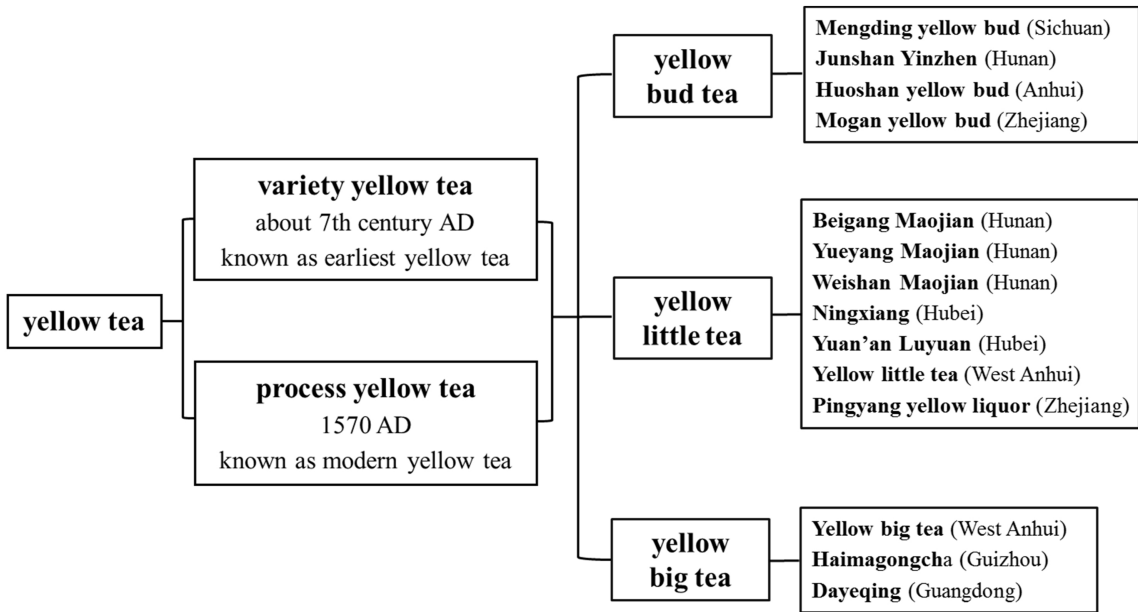 yellow tea
variety yellow tea
about 7th century AD
known as earliest yellow tea
process yellow tea
1570 AD
known as modern yellow tea
yellow
bud tea
Mengding yellow bud (Sichuan)
Junshan Yinzhen (Hunan)
Huoshan yellow bud (Anhui)
Mogan yellow bud (Zhejiang)
yellow
little tea
Beigang Maojian (Hunan)
Yueyang Maojian (Hunan)
Weishan Maojian (Hunan)
Ningxiang (Hubei)
Yuan’an Luyuan (Hubei)
Yellow little tea (West Anhui)
Pingyang yellow liquor (Zhejiang)
yellow
big tea
Yellow big tea (West Anhui)
Haimagongcha (Guizhou)
Dayeqing (Guangdong)